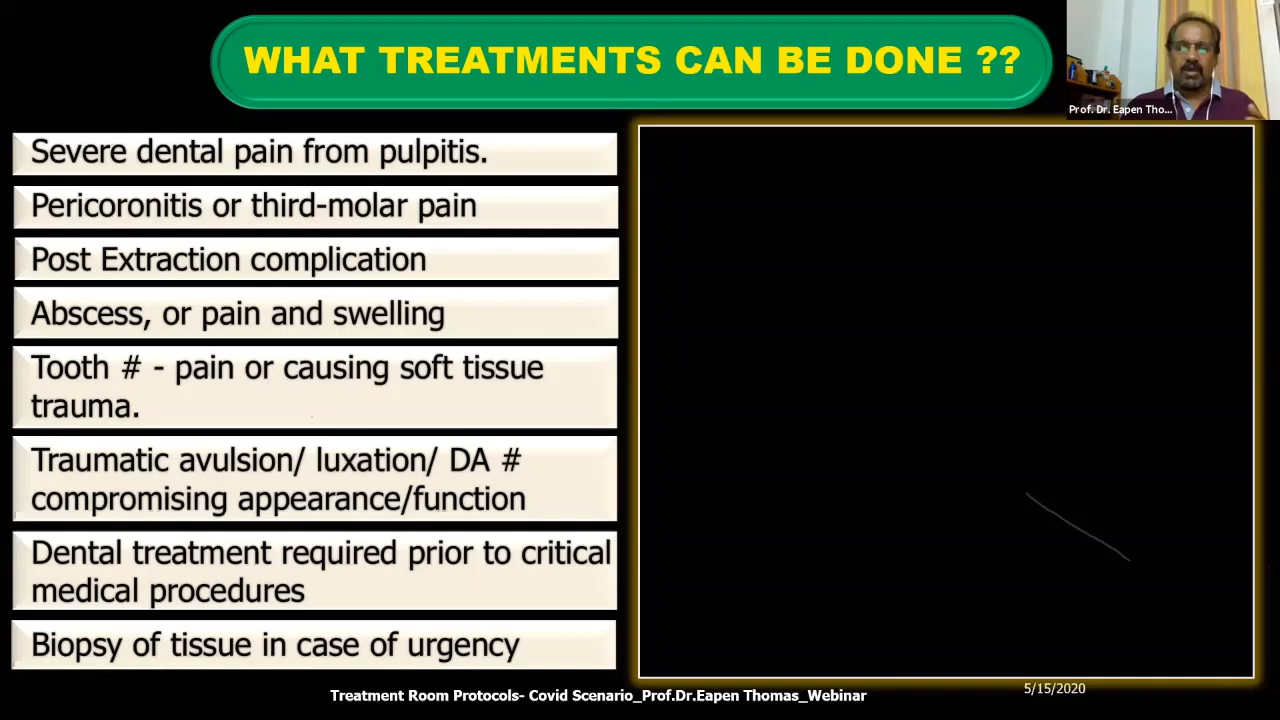 WHAT TREATMENTS CAN BE DONE ??
Prof. Dr. Eapen Tho...
Severe dental pain from pulpitis.
Pericoronitis or third-molar pain
Post Extraction complication
Abscess, or pain and swelling
Tooth # - pain or causing soft tissue
trauma.
Traumatic avulsion/ luxation/ DA #
compromising appearance/function
Dental treatment required prior to critical
medical procedures
Biopsy of tissue in case of urgency
Treatment Room Protocols- Covid Scenario_Prof.Dr.Eapen Thomas_Webinar
5/15/2020